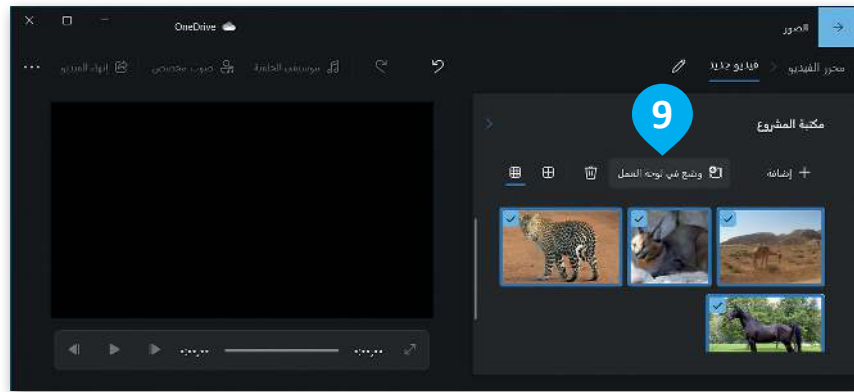 الصور
OneDrive
محرر الفيديو
فيديو جديد
موسيقى الخلفية
صوت مخصص
إنهاء الفيديو
9
مكتبة المشروع
إضافة
وضع في لوحة العمل